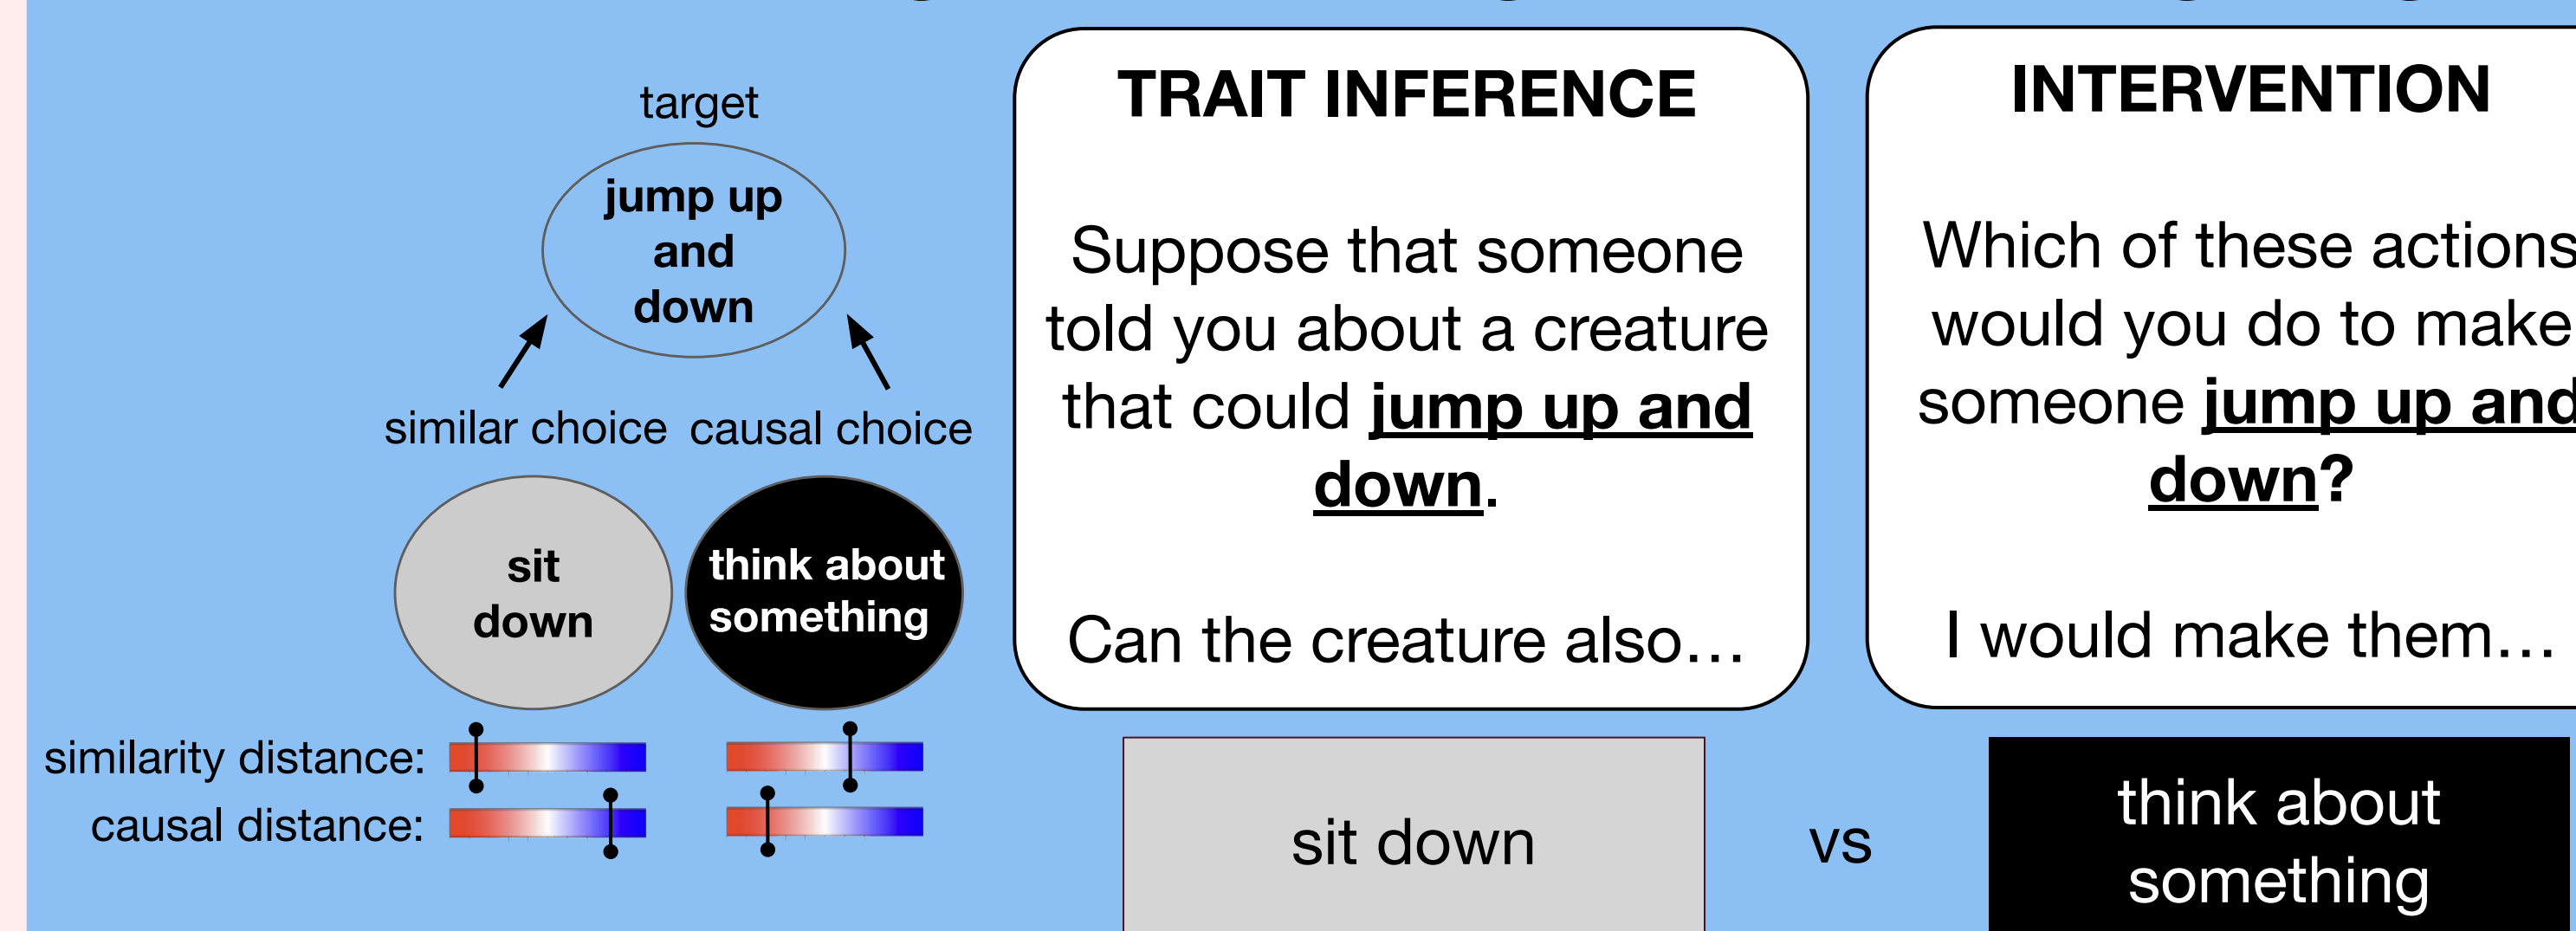 target
jump up
and
down
similar choice causal choice
sit
down
think about
something
similarity distance:
causal distance:
TRAIT INFERENCE
Suppose that someone
told you about a creature
that could jump up and
down.
Can the creature also…
INTERVENTION
Which of these actions
would you do to make
someone jump up and
down?
I would make them…
sit down
vs
think about
something